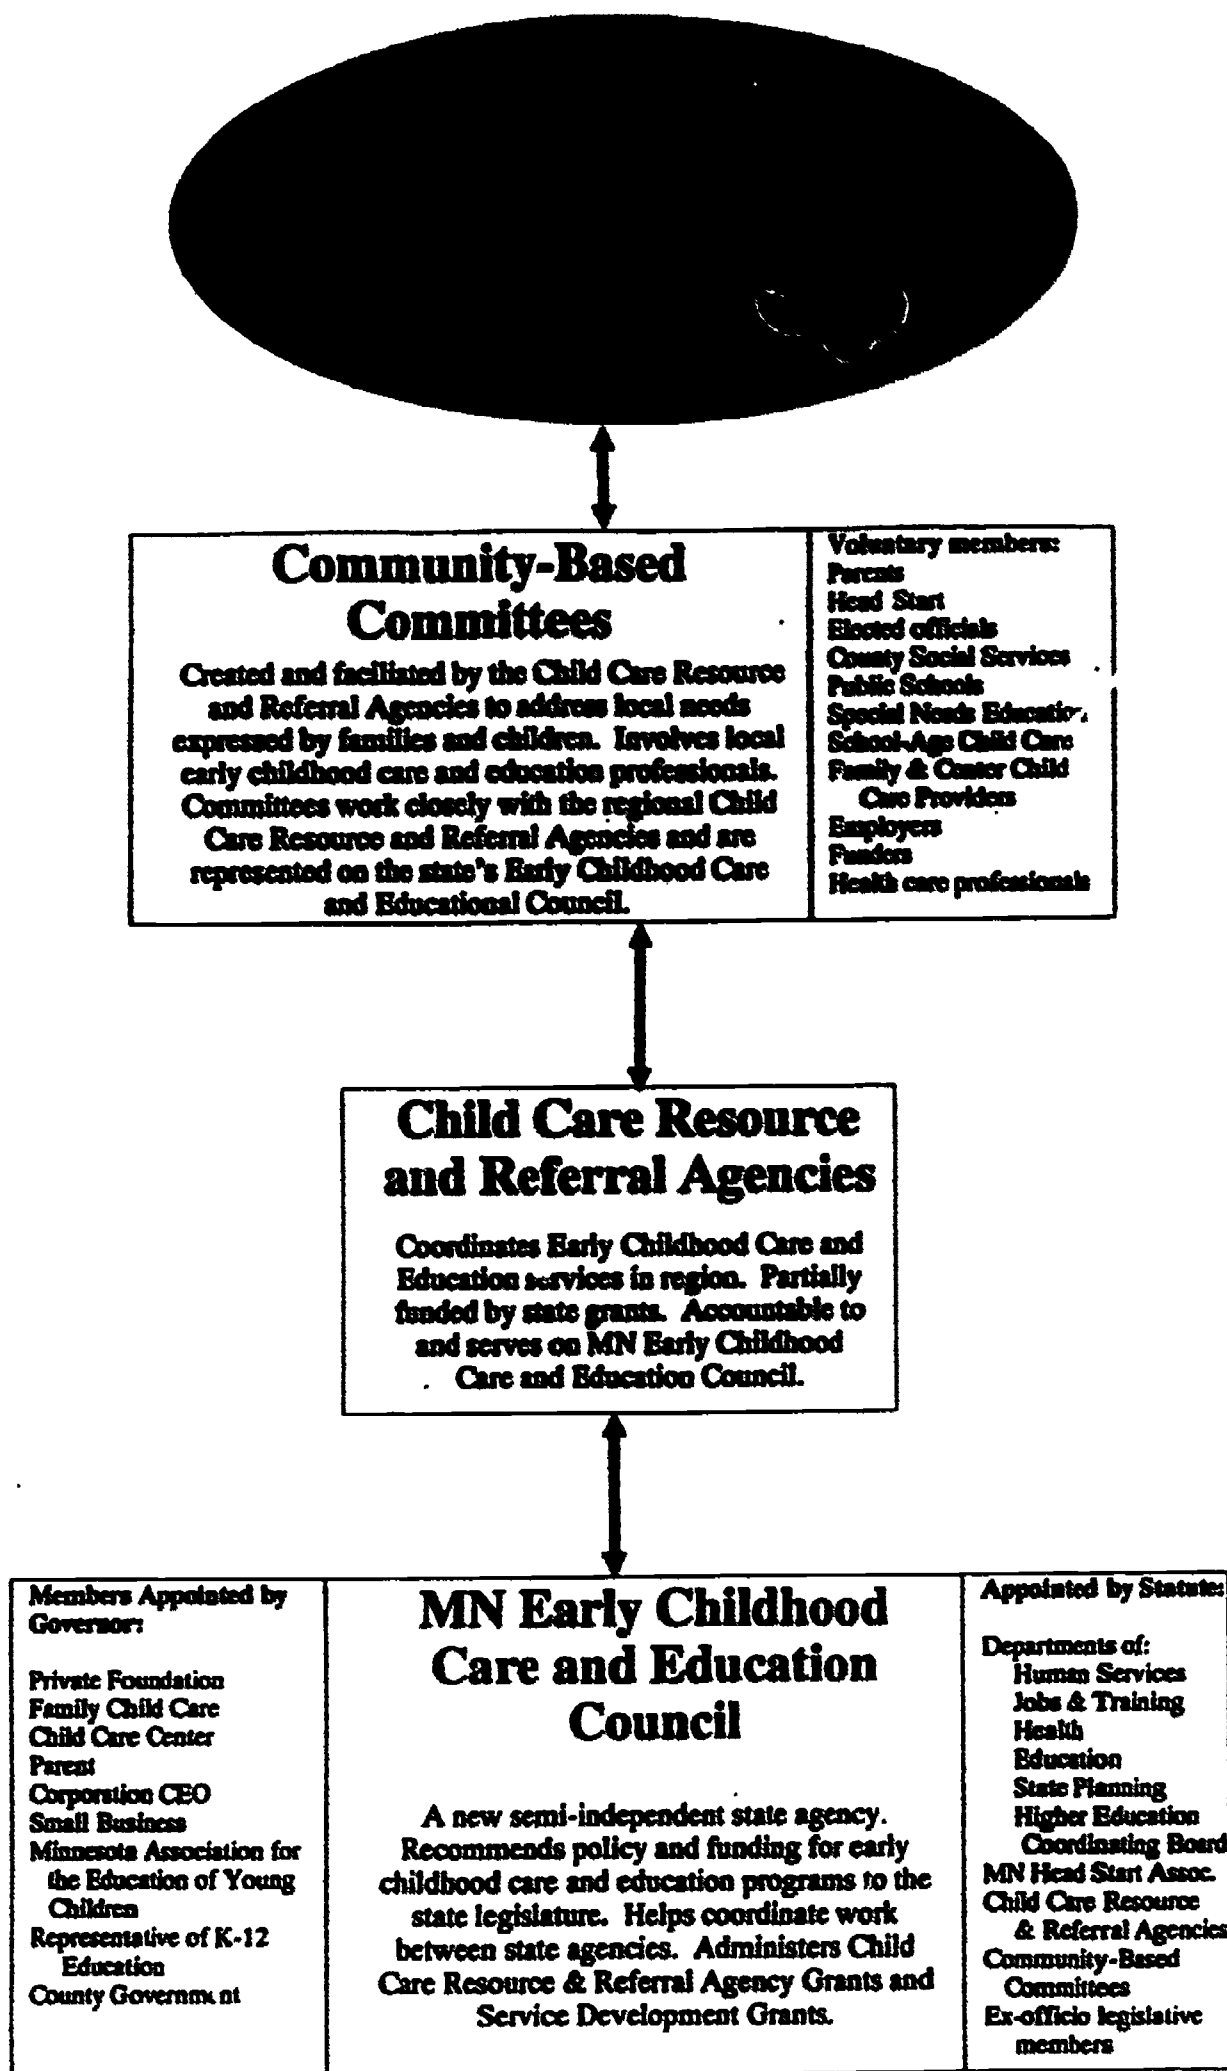 Community-Based
Committees
Created and faciliated by the Child Care Resource
and Referral Agencies to address local needs
expressed by families and children. Involves local
early childhood care and education professionals.
Committees work closely with the regional Child
Care Resource and Referral Agencies and are
represented on the state's Early Childhood Care
and Educational Council.
Voluntary members:
Parents
Head Start
Elected officials
County Social Services
Public Schools
Special Needs Education
School-Age Child Care
Family & Center Child
Care Providers
Employers
Funders
Health care professionals
Child Care Resource
and Referral Agencies
Coordinates Early Childhood Care and
Education services in region. Partially
funded by state grants. Accountable to
and serves on MN Early Childhood
Care and Education Council.
Members Appointed by
Governor:
Private Foundation
Family Child Care
Child Care Center
Parent
Corporation CEO
Small Business
Minnesota Association for
the Education of Young
Children
Representative of K-12
Education
County Government
MN Early Childhood
Care and Education
Council
A new semi-independent state agency.
Recommends policy and funding for early
childhood care and education programs to the
state legislature. Helps coordinate work
between state agencies. Administers Child
Care Resource & Referral Agency Grants and
Service Development Grants.
Appointed by Statute:
Departments of:
Human Services
Jobs & Training
Health
Education
State Planning
Higher Education
Coordinating Board
MN Head Start Assoc.
Child Care Resource
& Referral Agencies
Community-Based
Committees
Ex-officio legislative
members